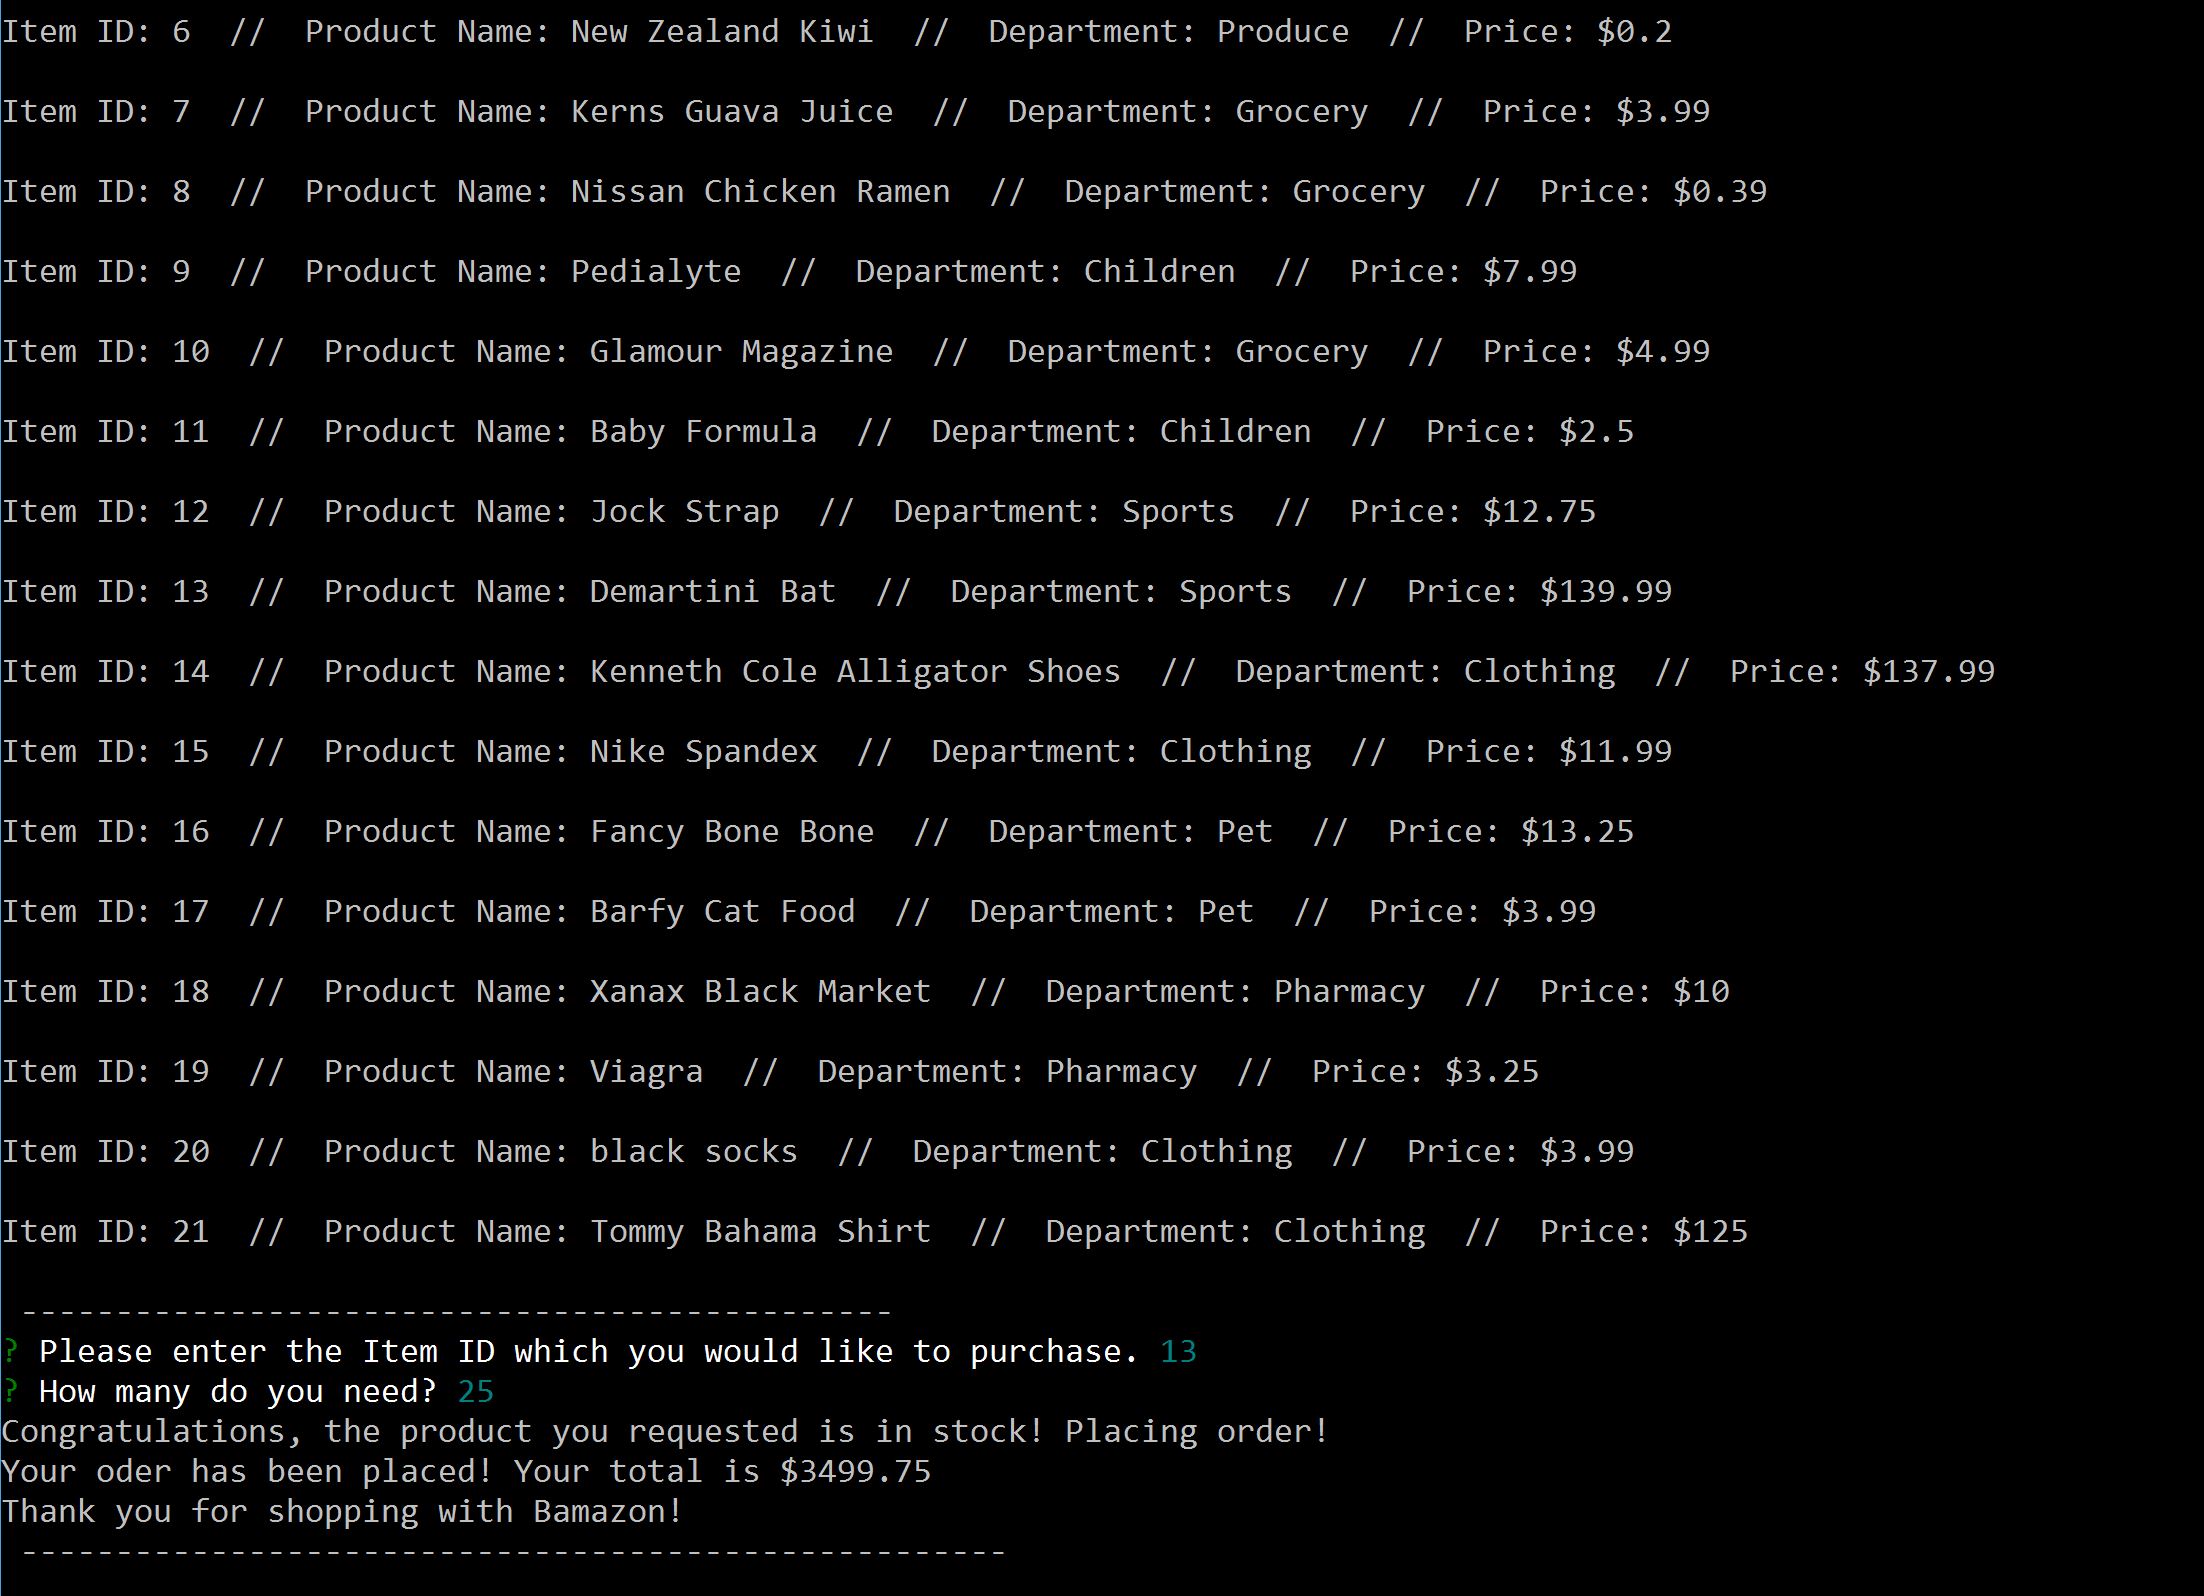 Item ID: 6  //  Product Name: New Zealand Kiwi  //  Department: Produce  //  Price: $0.2
Item ID: 7  //  Product Name: Kerns Guava Juice  //  Department: Grocery  //  Price: $3.99
Item ID: 8  //  Product Name: Nissan Chicken Ramen  //  Department: Grocery  //  Price: $0.39
Item ID: 9  //  Product Name: Pedialyte  //  Department: Children  //  Price: $7.99
Item ID: 10  //  Product Name: Glamour Magazine  //  Department: Grocery  //  Price: $4.99
Item ID: 11  //  Product Name: Baby Formula  //  Department: Children  //  Price: $2.5
Item ID: 12  //  Product Name: Jock Strap  //  Department: Sports  //  Price: $12.75
Item ID: 13  //  Product Name: Demartini Bat  //  Department: Sports  //  Price: $139.99
Item ID: 14  //  Product Name: Kenneth Cole Alligator Shoes  //  Department: Clothing  //  Price: $137.99
Item ID: 15  //  Product Name: Nike Spandex  //  Department: Clothing  //  Price: $11.99
Item ID: 16  //  Product Name: Fancy Bone Bone  //  Department: Pet  //  Price: $13.25
Item ID: 17  //  Product Name: Barfy Cat Food  //  Department: Pet  //  Price: $3.99
Item ID: 18  //  Product Name: Xanax Black Market  //  Department: Pharmacy  //  Price: $10
Item ID: 19  //  Product Name: Viagra  //  Department: Pharmacy  //  Price: $3.25
Item ID: 20  //  Product Name: black socks  //  Department: Clothing  //  Price: $3.99
Item ID: 21  //  Product Name: Tommy Bahama Shirt  //  Department: Clothing  //  Price: $125
----------------------------------------------
? Please enter the Item ID which you would like to purchase. 13
? How many do you need? 25
Congratulations, the product you requested is in stock! Placing order!
Your oder has been placed! Your total is $3499.75
Thank you for shopping with Bamazon!
----------------------------------------------------